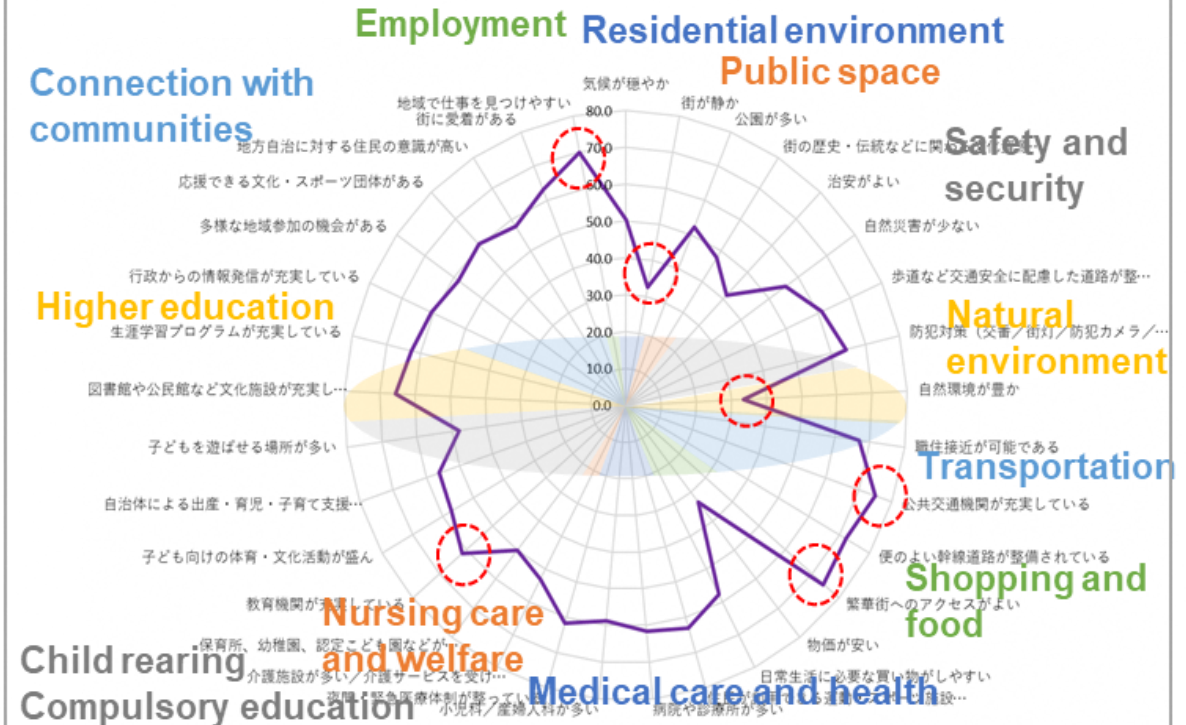 Employment
Residential environment
Public space
Connection with
communities
Safety and
security
Higher education
Natural
environment
Transportation
Shopping and
food
Nursing care
and welfare
Medical care and health
Child rearing
Compulsory education
気候が穏やか
街が静か
公園が多い
街の歴史・伝統などに関
治安がよい
自然災害が少ない
歩道など交通安全に配慮した道路が整…
防犯対策（交番／街灯／防犯カメラ／…
自然環境が豊か
職住接近が可能である
公共交通機関が充実している
便のよい幹線道路が整備されている
繁華街へのアクセスがよい
物価が安い
日常生活に必要な買い物がしやすい
病院や診療所が多い
小児科／産婦人科が多い
介護施設が多い／介護サービスを受け…
保育所、幼稚園、認定こども園などが…
教育機関が充実している
子ども向けの体育・文化活動が盛ん
自治体による出産・育児・子育て支援…
子どもを遊ばせる場所が多い
図書館や公民館など文化施設が充実し…
生涯学習プログラムが充実している
行政からの情報発信が充実している
多様な地域参加の機会がある
応援できる文化・スポーツ団体がある
地方自治に対する住民の意識が高い
街に愛着がある
地域で仕事を見つけやすい
80.0
70.0
60.0
50.0
40.0
30.0
20.0
10.0
0.0